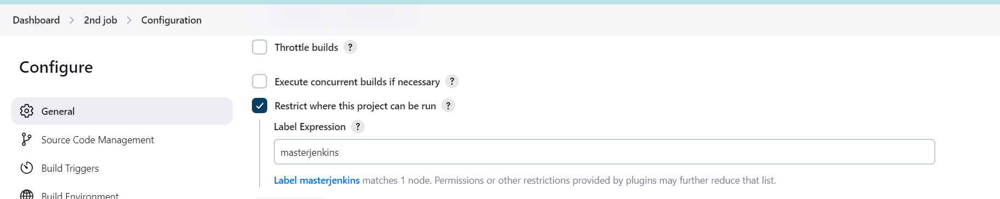 Dashboard > 2nd job > Configuration
Configure
General
Source Code Management
Build Triggers
Build Environment
Throttle builds ?
Execute concurrent builds if necessary ?
Restrict where this project can be run ?
Label Expression ?
masterjenkins
Label masterjenkins matches 1 node. Permissions or other restrictions provided by plugins may further reduce that list.